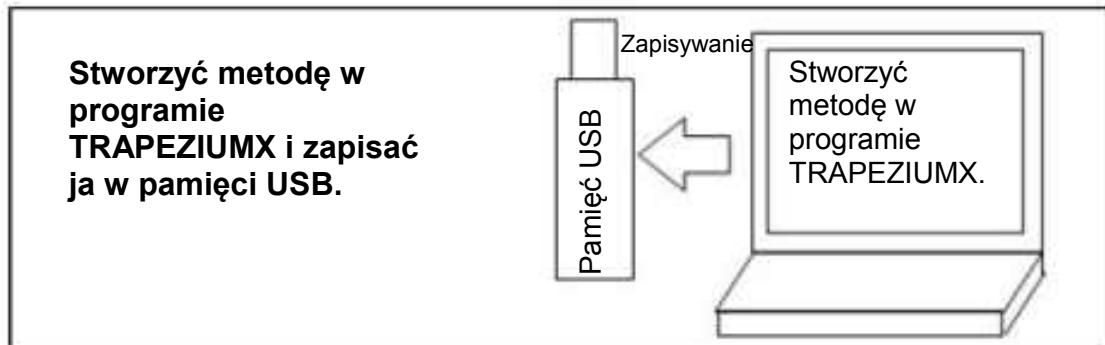 Stworzyć metodę w
programie
TRAPEZIUMX i zapisać
ja w pamięci USB.
Zapisywanie
Pamięć USB
Stworzyć
metodę w
programie
TRAPEZIUMX.